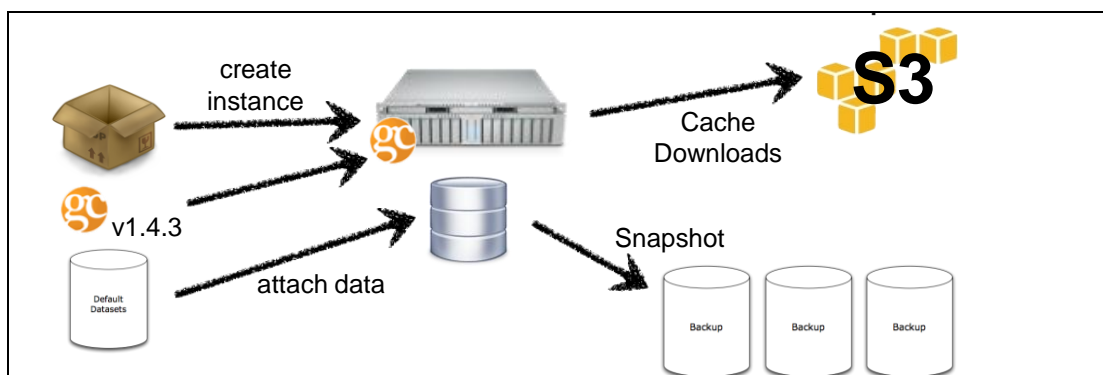 create
instance
S3
Cache
Downloads
gc
gc
v1.4.3
Snapshot
attach data
Default
Datasets
Backup
Backup
Backup